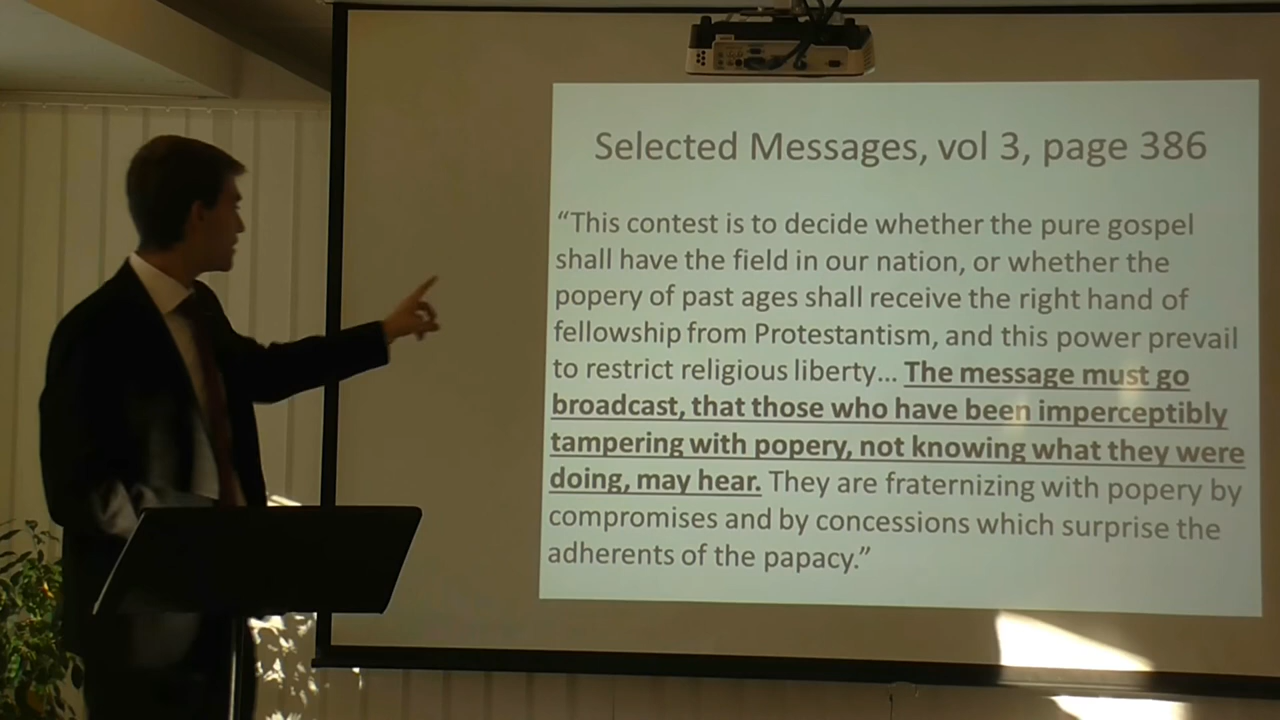 Selected Messages, vol 3, page 386
“This contest is to decide whether the pure gospel
shall have the field in our nation, or whether the
popery of past ages shall receive the right hand of
fellowship from Protestantism, and this power prevail
to restrict religious liberty... The message must go
broadcast, that those who have been imperceptibly
tampering with popery, not knowing what they were
doing, may hear. They are fraternizing with popery by
compromises and by concessions which surprise the
adherents of the papacy.”